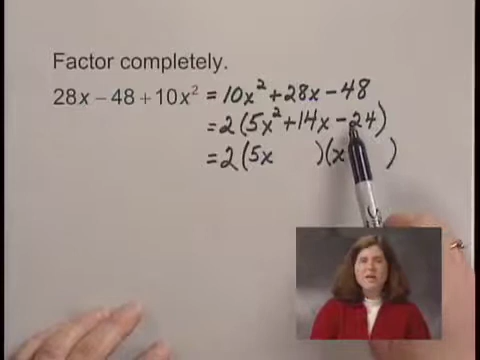 Factor completely.
28x − 48 + 10x² = 10x² + 28x − 48
= 2(5x² + 14x − 24)
= 2(5x )(x )